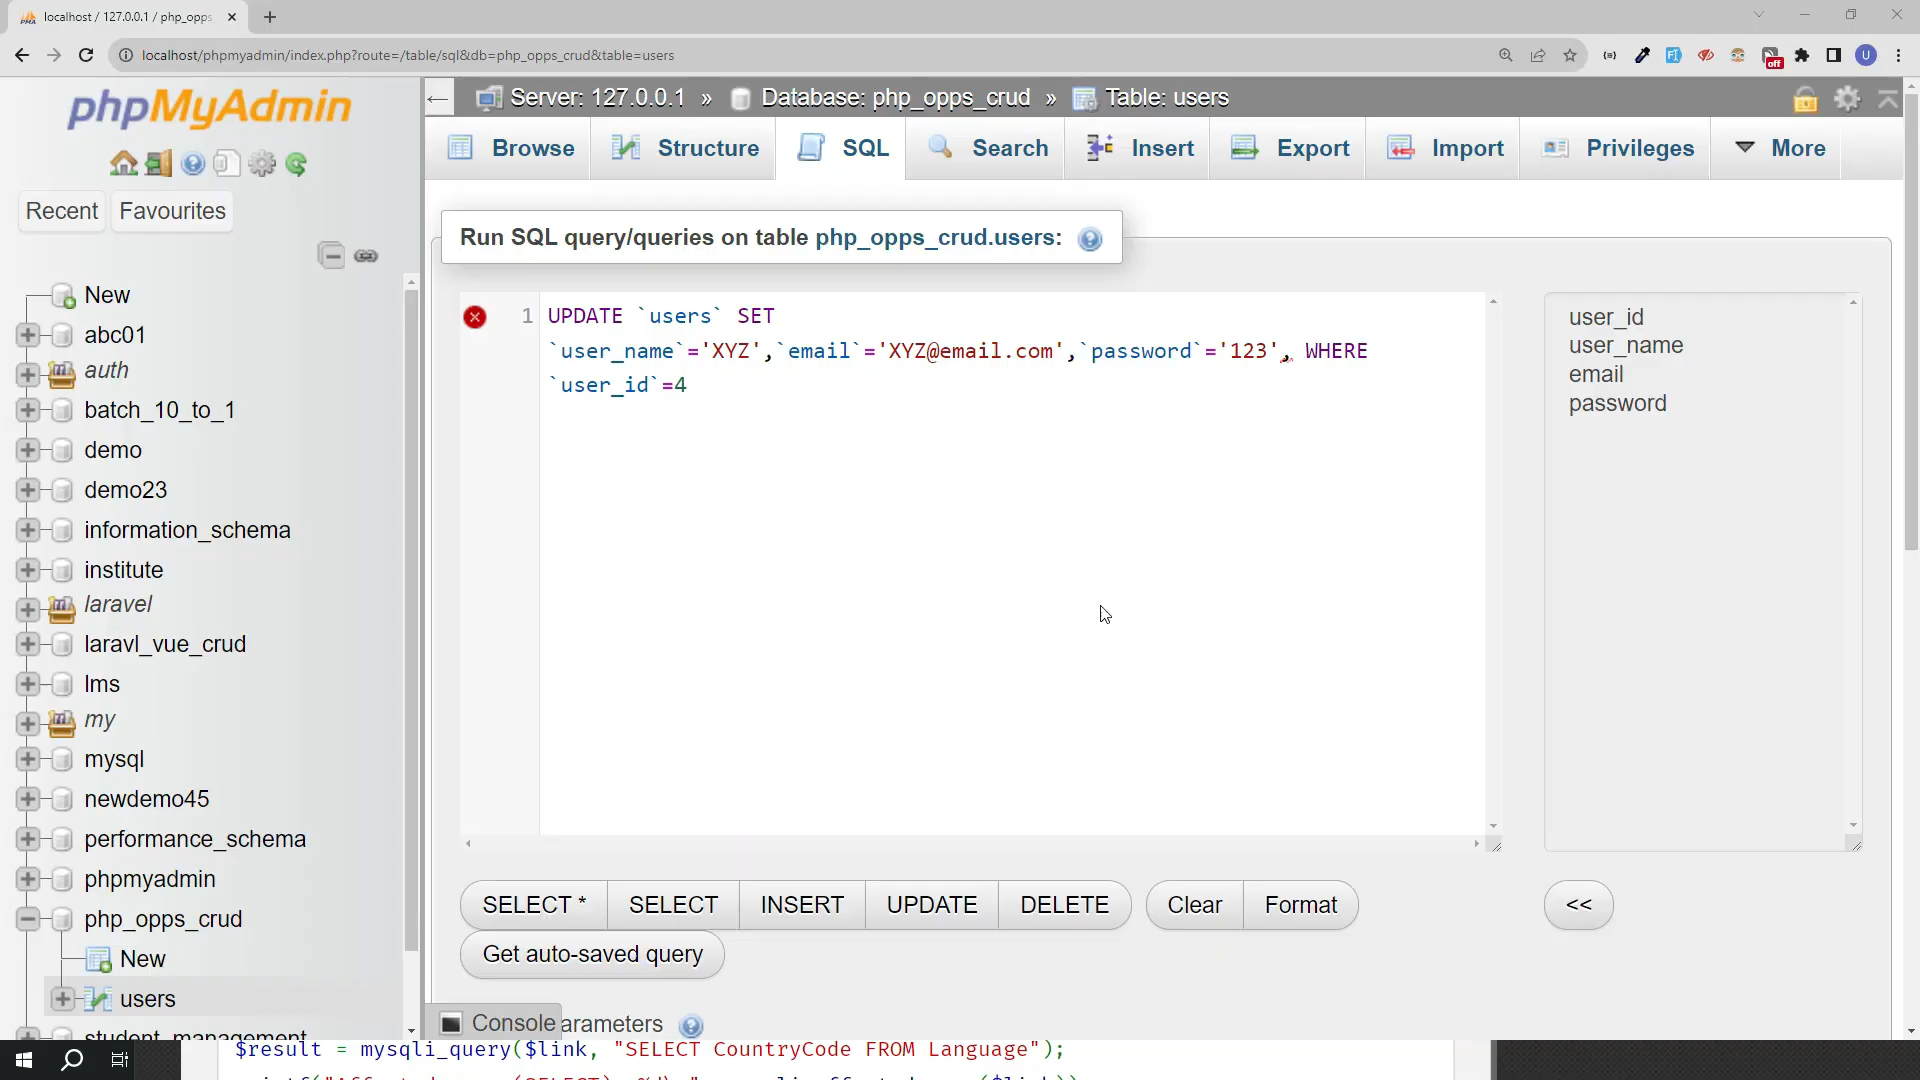 localhost / 127.0.0.1 / php_opps
localhost/phpmyadmin/index.php?route=/table/sql&db=php_opps_crud&table=users
off
U
phpMyAdmin
Recent
Favourites
New
abc01
auth
batch_10_to_1
demo
demo23
information_schema
institute
laravel
laravl_vue_crud
lms
my
mysql
newdemo45
performance_schema
phpmyadmin
php_opps_crud
New
users
student_management
Server: 127.0.0.1 » Database: php_opps_crud » Table: users
Browse
Structure
SQL
Search
Insert
Export
Import
Privileges
More
Run SQL query/queries on table php_opps_crud.users:
1
UPDATE `users` SET
`user_name`='XYZ',`email`='XYZ@email.com',`password`='123', WHERE
`user_id`=4
user_id
user_name
email
password
SELECT *
SELECT
INSERT
UPDATE
DELETE
Clear
Format
<<
Get auto-saved query
Console
arameters
$result = mysqli_query($link, "SELECT CountryCode FROM Language");